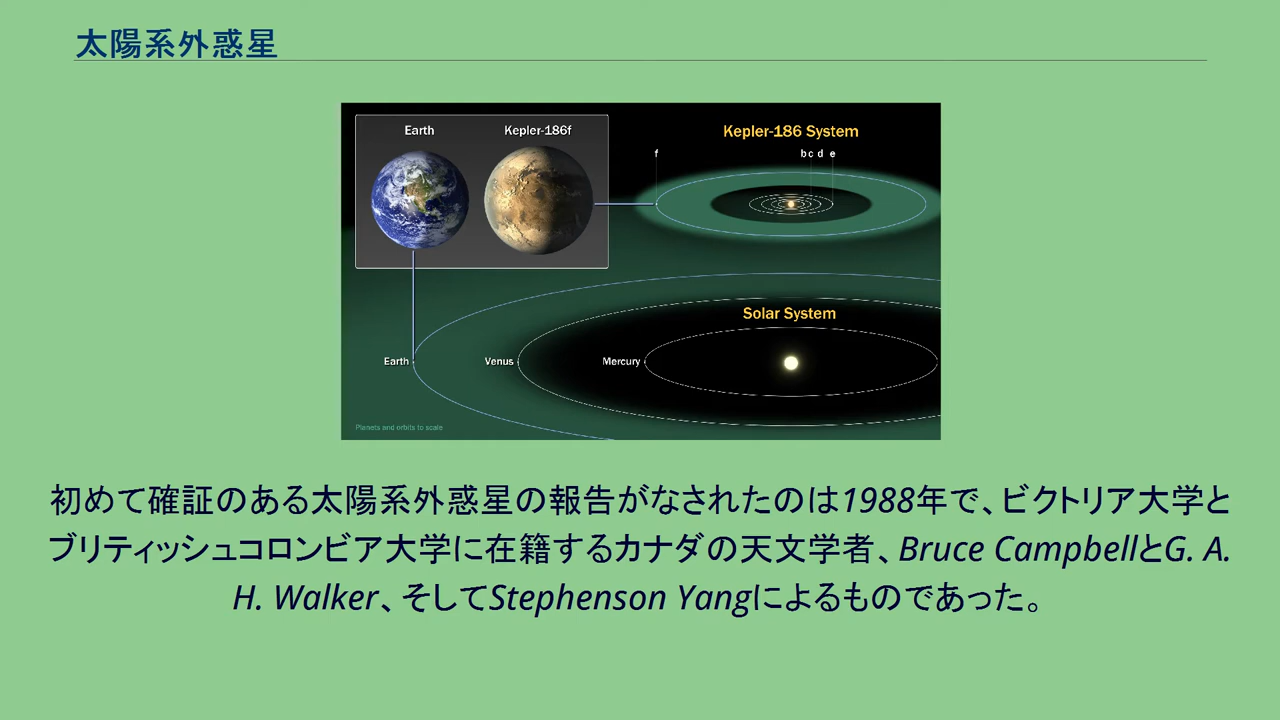 太陽系外惑星
Earth
Kepler-186f
Kepler-186 System
f
b c d e
Solar System
Earth
Venus
Mercury
Planets and orbits to scale
初めて確証のある太陽系外惑星の報告がなされたのは1988年で、ビクトリア大学と
ブリティッシュコロンビア大学に在籍するカナダの天文学者、Bruce CampbellとG. A.
H. Walker、そしてStephenson Yangによるものであった。